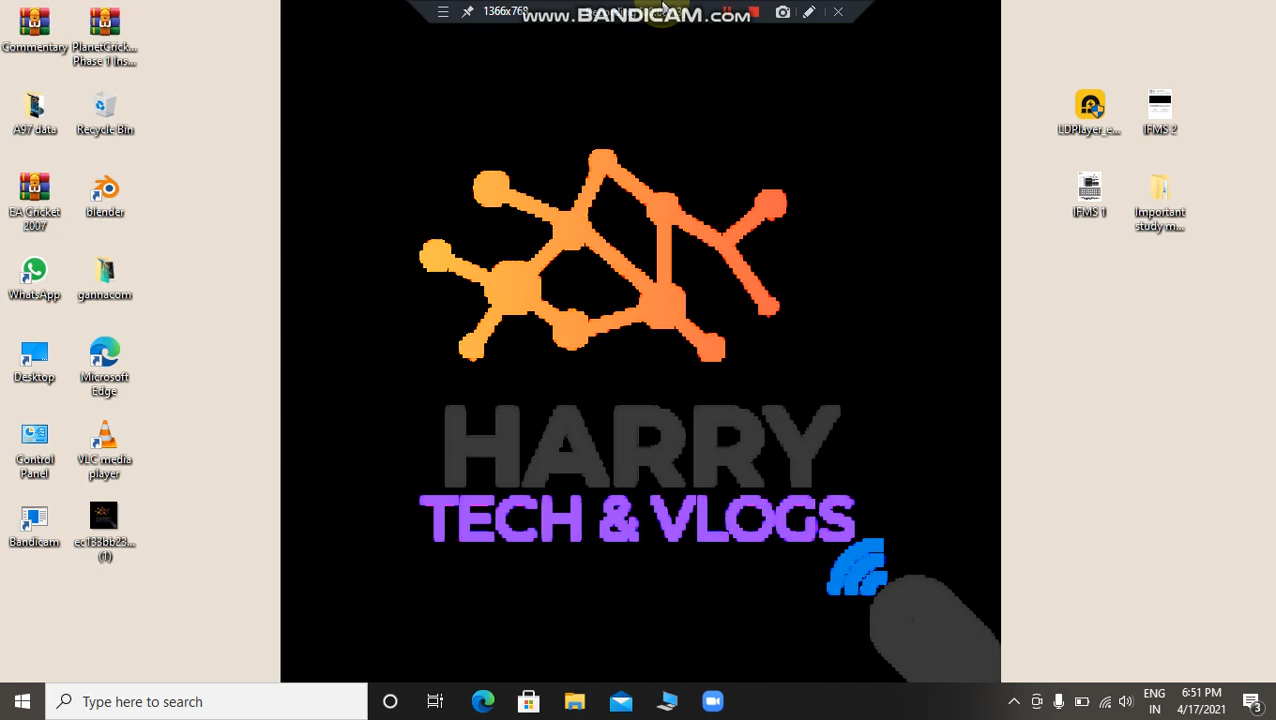 1366x768
www.BANDICAM.com
Commentary
PlanetCrick...
Phase 1 Ins...
A97 data
Recycle Bin
LDPlayer_e...
IFMS 2
EA Cricket
2007
blender
IFMS 1
Important
study m...
WhatsApp
gannacom
Desktop
Microsoft
Edge
Control
Panel
VLC media
player
Bandicam
ec133bb23...
(1)
HARRY
TECH & VLOGS
Type here to search
ENG
IN
6:51 PM
4/17/2021
3